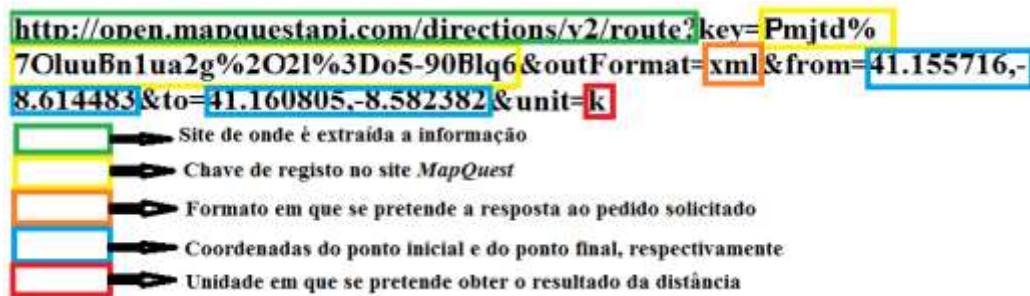 http://open.mapquestapi.com/directions/v2/route?key=Pmjtd%
7OluuBn1ua2g%2O2l%3Do5-90Blq6&outFormat=xml&from=41.155716,-
8.614483&to=41.160805,-8.582382&unit=k
Site de onde é extraída a informação
Chave de registo no site MapQuest
Formato em que se pretende a resposta ao pedido solicitado
Coordenadas do ponto inicial e do ponto final, respectivamente
Unidade em que se pretende obter o resultado da distância